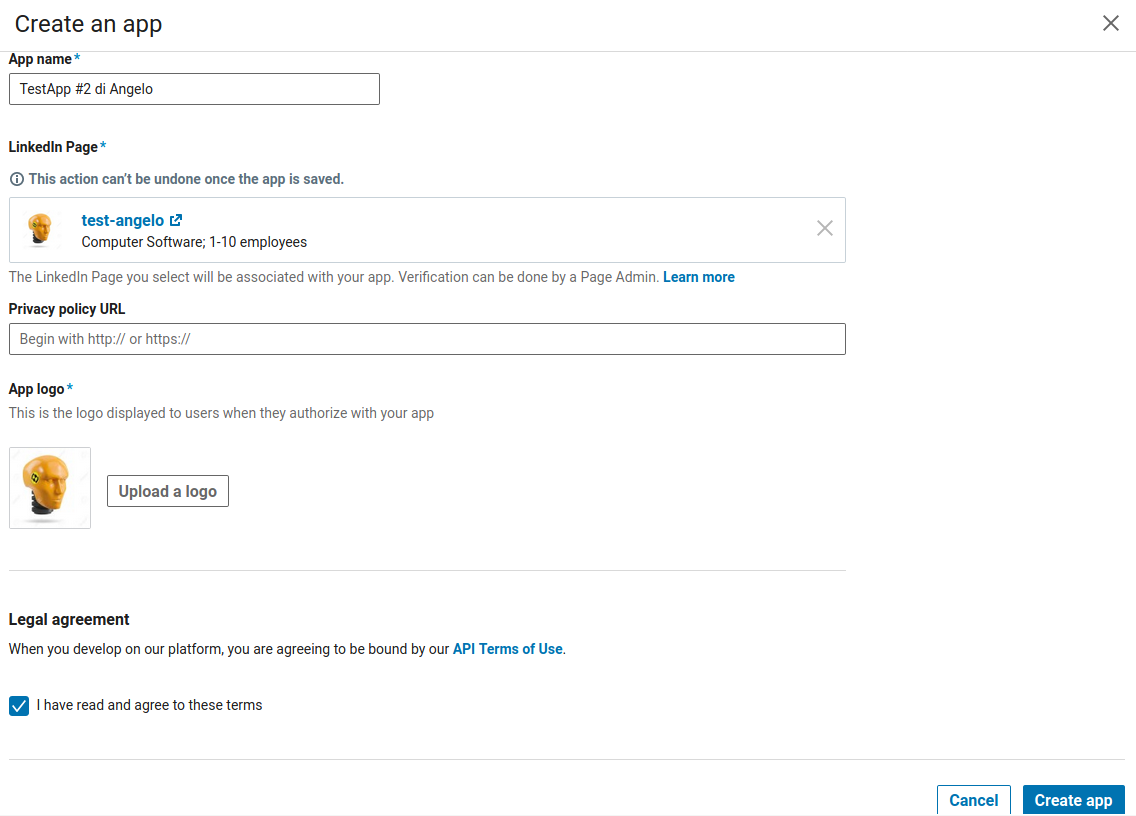 Create an app
App name*
TestApp #2 di Angelo
LinkedIn Page*
This action can't be undone once the app is saved.
test-angelo
Computer Software; 1-10 employees
The LinkedIn Page you select will be associated with your app. Verification can be done by a Page Admin. Learn more
Privacy policy URL
Begin with http:// or https://
App logo*
This is the logo displayed to users when they authorize with your app
Upload a logo
Legal agreement
When you develop on our platform, you are agreeing to be bound by our API Terms of Use.
I have read and agree to these terms
Cancel
Create app